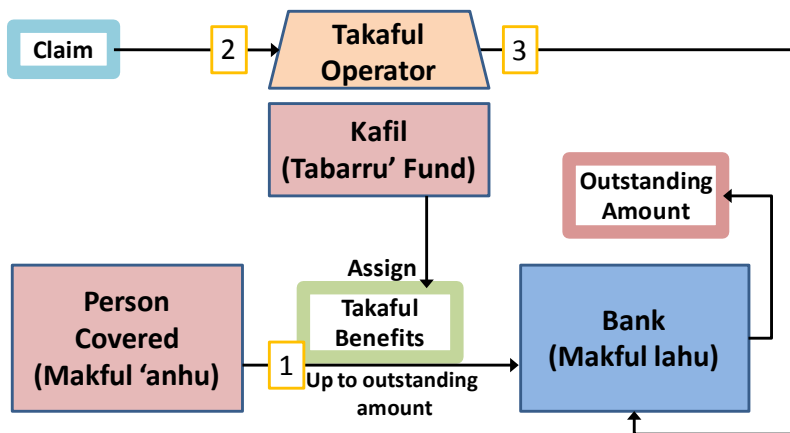 Claim
2
Takaful
Operator
3
Kafil
(Tabarru’ Fund)
Outstanding
Amount
Assign
Person
Covered
(Makful ‘anhu)
Takaful
Benefits
Bank
(Makful lahu)
1
Up to outstanding
amount